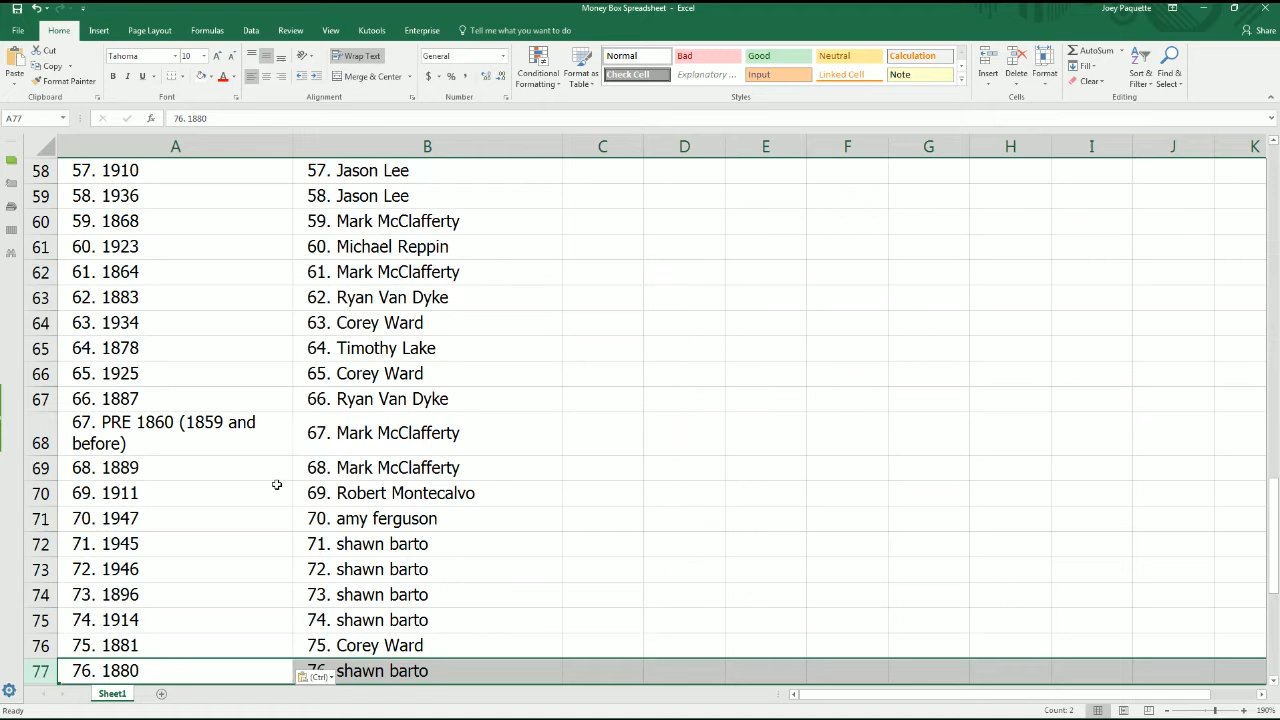 Money Box Spreadsheet - Excel
Joey Paquette
File Home Insert Page Layout Formulas Data Review View Kutools Enterprise Tell me what you want to do Share
Paste
Cut
Copy
Format Painter
Clipboard
Tahoma 10
B I U
Font
Wrap Text
Merge & Center
Alignment
General
$ % ,
Number
Conditional Formatting
Format as Table
Normal Bad Good Neutral Calculation
Check Cell Explanatory ... Input Linked Cell Note
Styles
Insert Delete Format
Cells
AutoSum
Fill
Clear
Sort & Filter
Find & Select
Editing
A77 fx 76. 1880
A B C D E F G H I J K
58 57. 1910 57. Jason Lee
59 58. 1936 58. Jason Lee
60 59. 1868 59. Mark McClafferty
61 60. 1923 60. Michael Reppin
62 61. 1864 61. Mark McClafferty
63 62. 1883 62. Ryan Van Dyke
64 63. 1934 63. Corey Ward
65 64. 1878 64. Timothy Lake
66 65. 1925 65. Corey Ward
67 66. 1887 66. Ryan Van Dyke
67. PRE 1860 (1859 and
68 before) 67. Mark McClafferty
69 68. 1889 68. Mark McClafferty
70 69. 1911 69. Robert Montecalvo
71 70. 1947 70. amy ferguson
72 71. 1945 71. shawn barto
73 72. 1946 72. shawn barto
74 73. 1896 73. shawn barto
75 74. 1914 74. shawn barto
76 75. 1881 75. Corey Ward
77 76. 1880 76. shawn barto
(Ctrl)
Sheet1
Ready Count: 2 190%